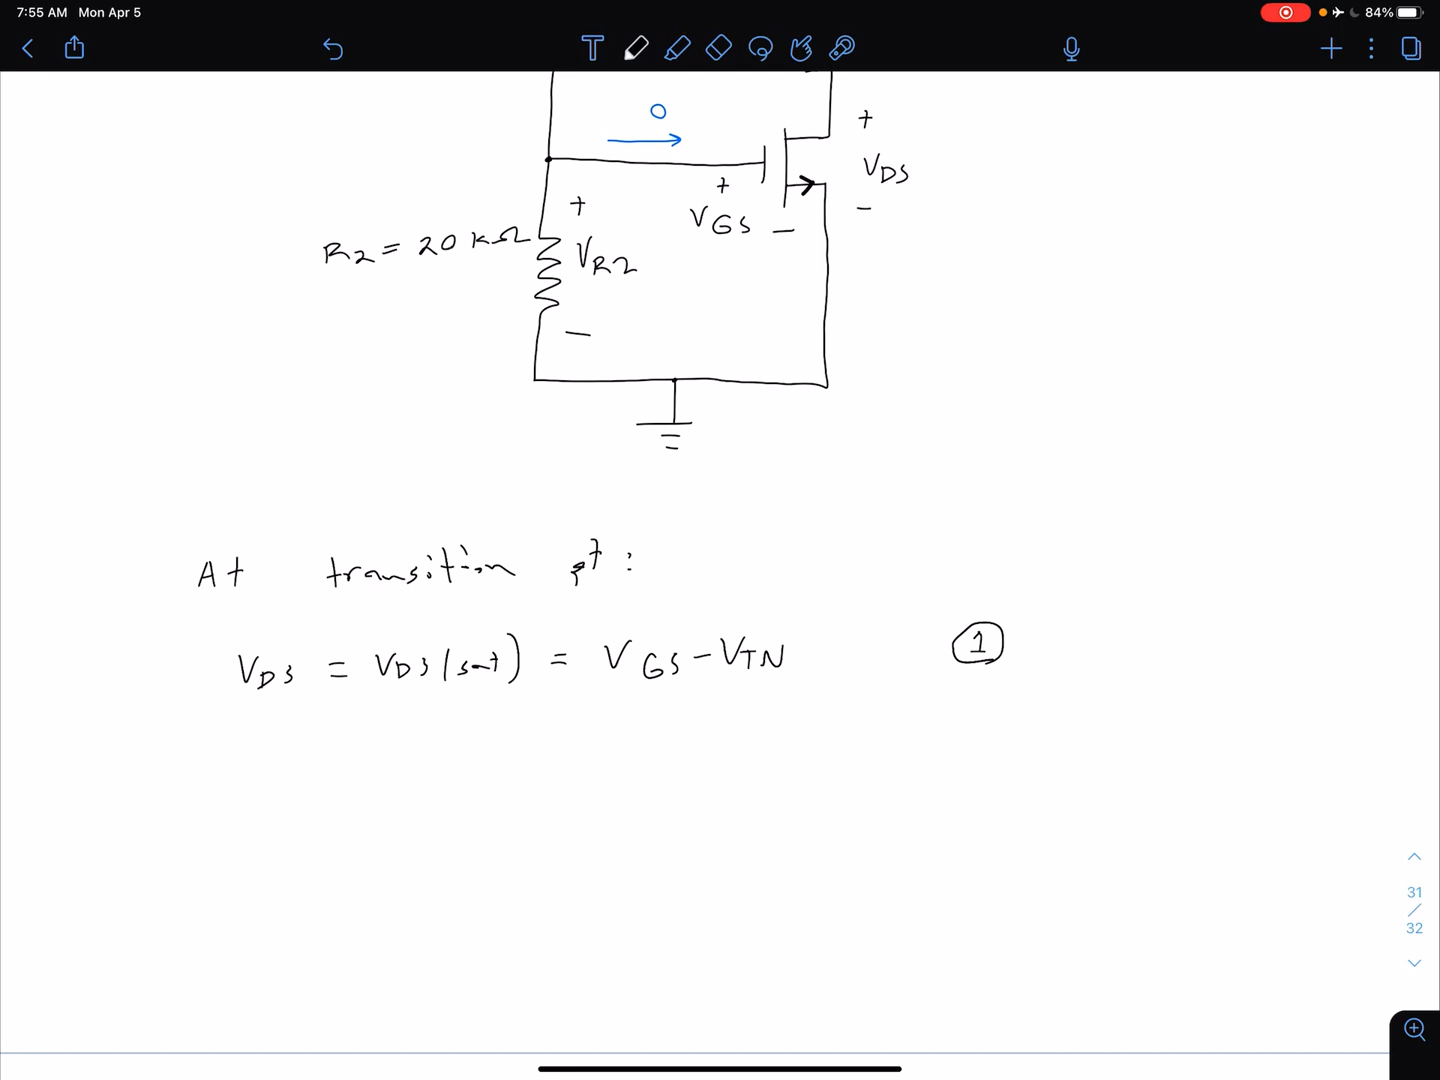 7:55 AM Mon Apr 5
84%
T
0
+
VDS
−
+
VGS −
R2 = 20 kΩ
+
VR2
−
At transition pt :
VDS = VDS(sat) = VGS − VTN
1
31
/
32